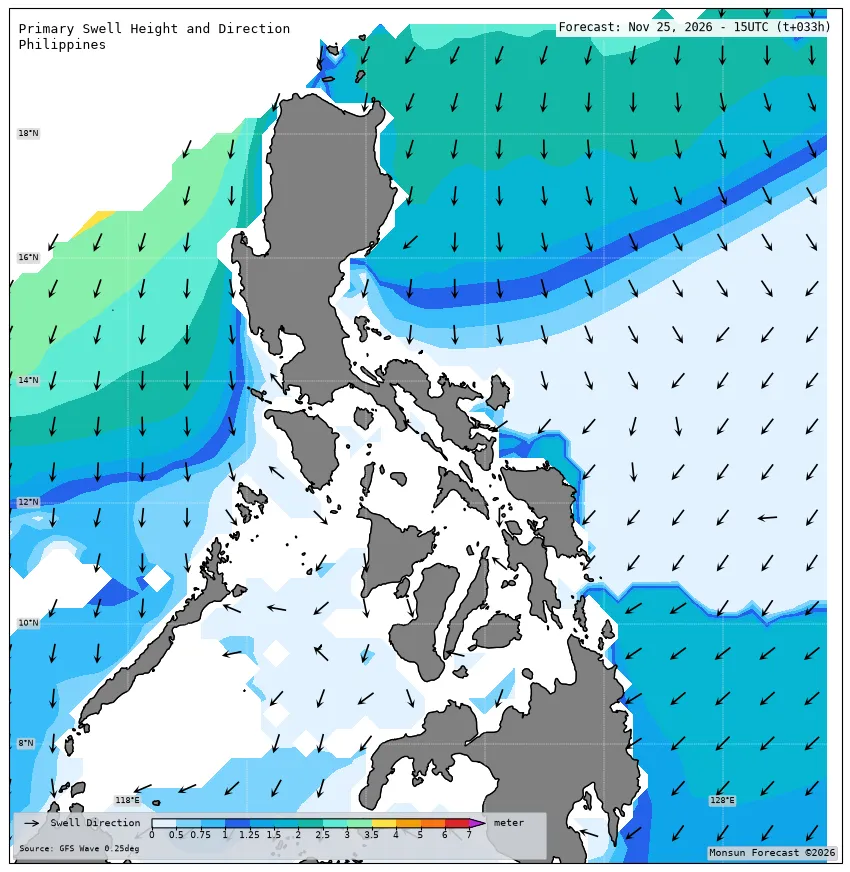 Primary Swell Height and Direction
Philippines
Forecast: Nov 25, 2026 - 15UTC (t+033h)
18°N
16°N
14°N
12°N
10°N
8°N
118°E
128°E
Swell Direction
meter
0 0.5 0.75 1 1.25 1.5 2 2.5 3 3.5 4 5 6 7
Source: GFS Wave 0.25deg
Monsun Forecast ©2026